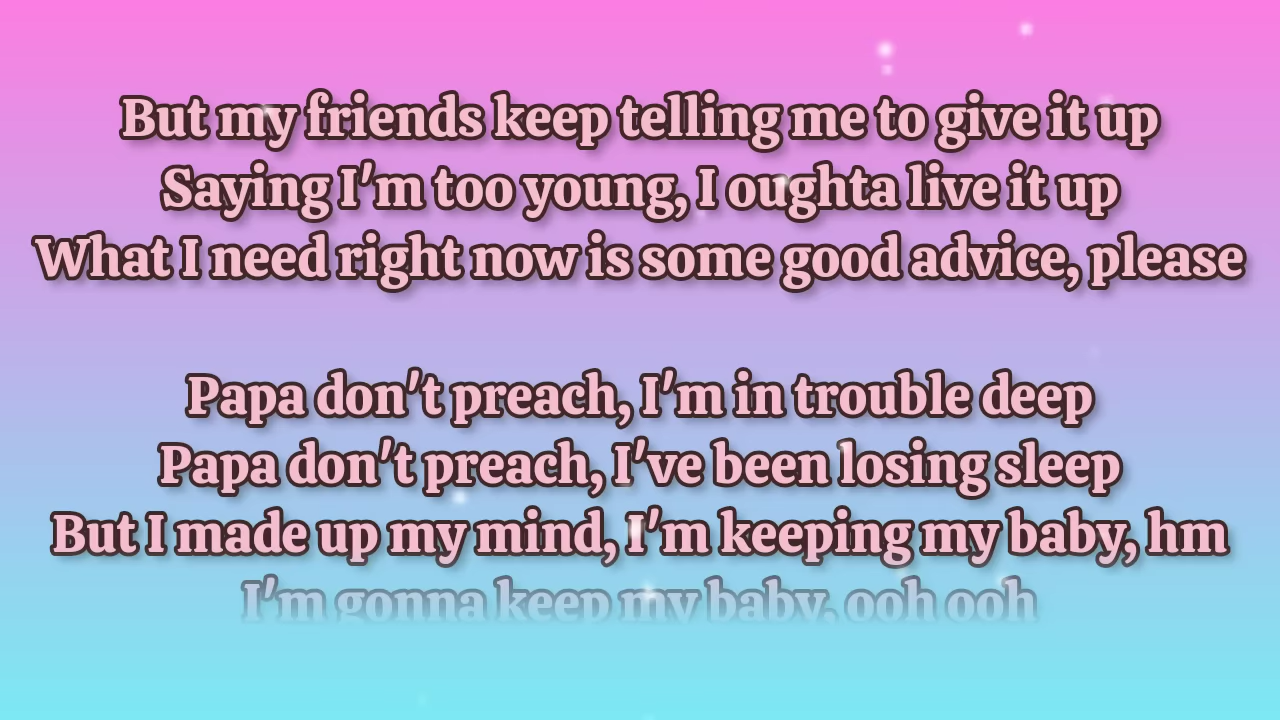 But my friends keep telling me to give it up
Saying I'm too young, I oughta live it up
What I need right now is some good advice, please
Papa don't preach, I'm in trouble deep
Papa don't preach, I've been losing sleep
But I made up my mind, I'm keeping my baby, hm
I'm gonna keep my baby, ooh ooh